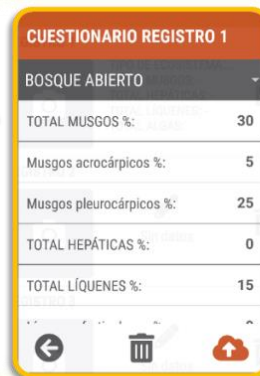 CUESTIONARIO REGISTRO 1
BOSQUE ABIERTO
TOTAL MUSGOS %: 30
Musgos acrocárpicos %: 5
Musgos pleurocárpicos %: 25
TOTAL HEPÁTICAS %: 0
TOTAL LÍQUENES %: 15